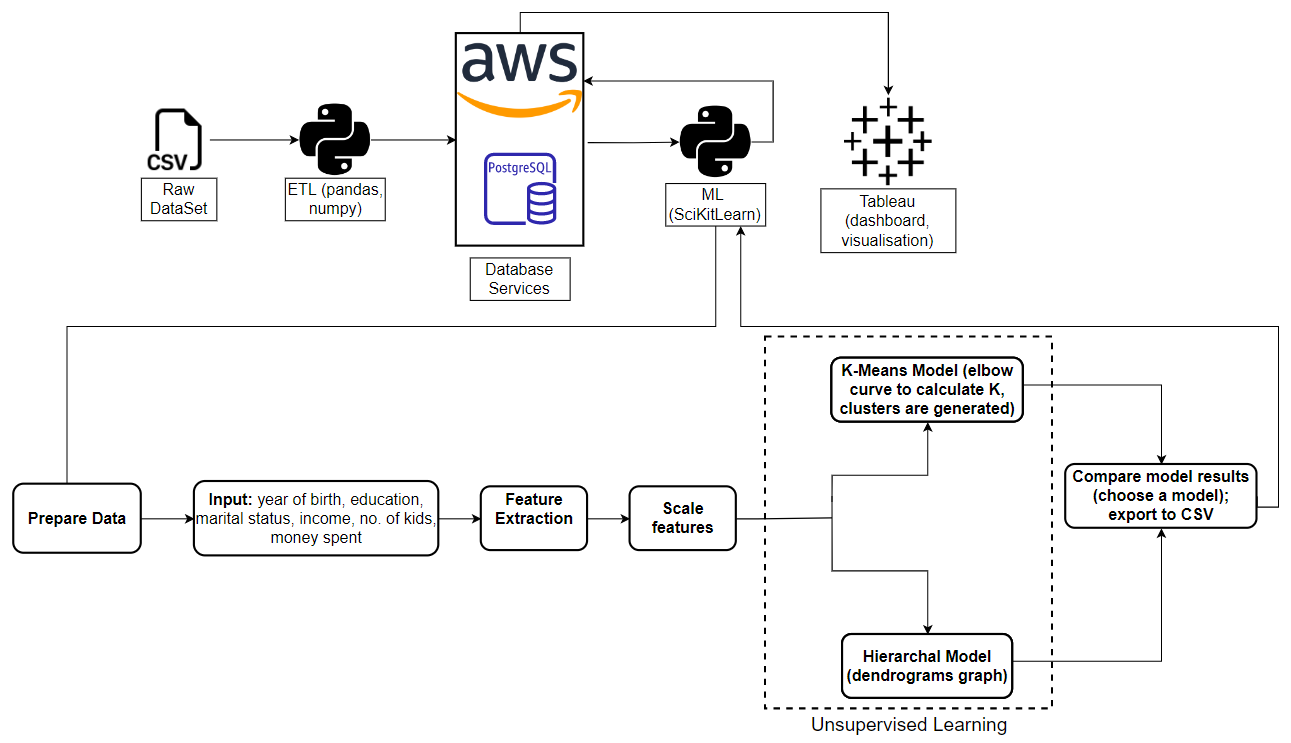 aws
CSV
PostgreSQL
Raw
DataSet
ETL (pandas,
numpy)
ML
(SciKitLearn)
Tableau
(dashboard,
visualisation)
Database
Services
K-Means Model (elbow
curve to calculate K,
clusters are generated)
Prepare Data
Input: year of birth, education,
marital status, income, no. of kids,
money spent
Feature
Extraction
Scale
features
Compare model results
(choose a model);
export to CSV
Hierarchal Model
(dendrograms graph)
Unsupervised Learning